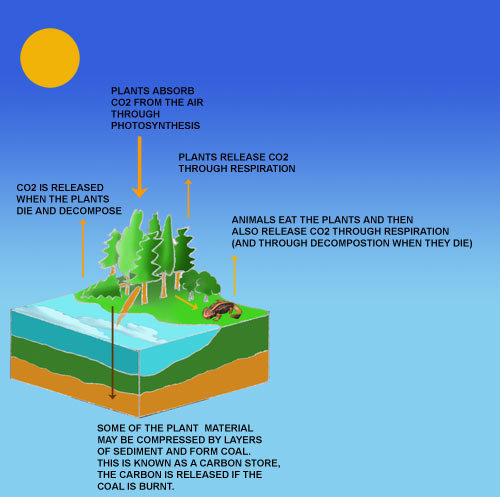 PLANTS ABSORB
CO2 FROM THE AIR
THROUGH
PHOTOSYNTHESIS
PLANTS RELEASE CO2
THROUGH RESPIRATION
CO2 IS RELEASED
WHEN THE PLANTS
DIE AND DECOMPOSE
ANIMALS EAT THE PLANTS AND THEN
ALSO RELEASE CO2 THROUGH RESPIRATION
(AND THROUGH DECOMPOSTION WHEN THEY DIE)
SOME OF THE PLANT MATERIAL
MAY BE COMPRESSED BY LAYERS
OF SEDIMENT AND FORM COAL.
THIS IS KNOWN AS A CARBON STORE,
THE CARBON IS RELEASED IF THE
COAL IS BURNT.